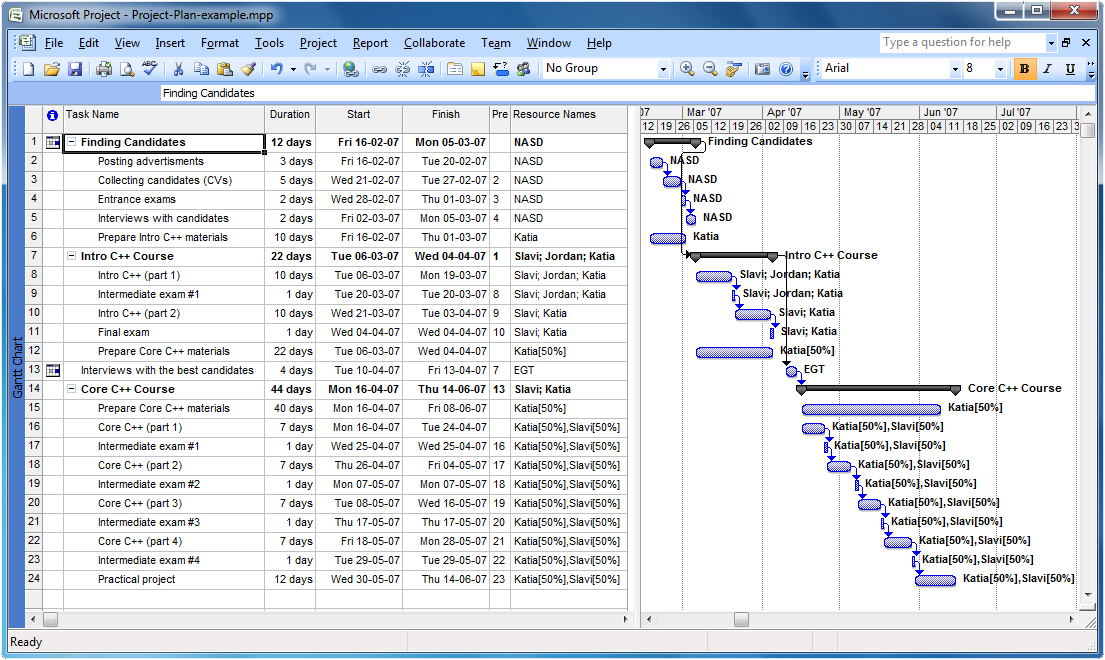 Microsoft Project - Project-Plan-example.mpp
File Edit View Insert Format Tools Project Report Collaborate Team Window Help Type a question for help
No Group Arial 8 B I U
Finding Candidates
Task Name Duration Start Finish Pre Resource Names
07 Mar '07 Apr '07 May '07 Jun '07 Jul '07
12 19 26 05 12 19 26 02 09 16 23 30 07 14 21 28 04 11 18 25 02 09 16 23 3
1 Finding Candidates 12 days Fri 16-02-07 Mon 05-03-07 NASD Finding Candidates
2 Posting advertisments 3 days Fri 16-02-07 Tue 20-02-07 NASD NASD
3 Collecting candidates (CVs) 5 days Wed 21-02-07 Tue 27-02-07 2 NASD NASD
4 Entrance exams 2 days Wed 28-02-07 Thu 01-03-07 3 NASD NASD
5 Interviews with candidates 2 days Fri 02-03-07 Mon 05-03-07 4 NASD NASD
6 Prepare Intro C++ materials 10 days Fri 16-02-07 Thu 01-03-07 Katia Katia
7 Intro C++ Course 22 days Tue 06-03-07 Wed 04-04-07 1 Slavi; Jordan; Katia Intro C++ Course
8 Intro C++ (part 1) 10 days Tue 06-03-07 Mon 19-03-07 Slavi; Jordan; Katia Slavi; Jordan; Katia
9 Intermediate exam #1 1 day Tue 20-03-07 Tue 20-03-07 8 Slavi; Jordan; Katia Slavi; Jordan; Katia
10 Intro C++ (part 2) 10 days Wed 21-03-07 Tue 03-04-07 9 Slavi; Katia Slavi; Katia
11 Final exam 1 day Wed 04-04-07 Wed 04-04-07 10 Slavi; Katia Slavi; Katia
12 Prepare Core C++ materials 22 days Tue 06-03-07 Wed 04-04-07 Katia[50%] Katia[50%]
13 Interviews with the best candidates 4 days Tue 10-04-07 Fri 13-04-07 7 EGT EGT
14 Core C++ Course 44 days Mon 16-04-07 Thu 14-06-07 13 Slavi; Katia Core C++ Course
15 Prepare Core C++ materials 40 days Mon 16-04-07 Fri 08-06-07 Katia[50%] Katia[50%]
16 Core C++ (part 1) 7 days Mon 16-04-07 Tue 24-04-07 Katia[50%],Slavi[50%] Katia[50%],Slavi[50%]
17 Intermediate exam #1 1 day Wed 25-04-07 Wed 25-04-07 16 Katia[50%],Slavi[50%] Katia[50%],Slavi[50%]
18 Core C++ (part 2) 7 days Thu 26-04-07 Fri 04-05-07 17 Katia[50%],Slavi[50%] Katia[50%],Slavi[50%]
19 Intermediate exam #2 1 day Mon 07-05-07 Mon 07-05-07 18 Katia[50%],Slavi[50%] Katia[50%],Slavi[50%]
20 Core C++ (part 3) 7 days Tue 08-05-07 Wed 16-05-07 19 Katia[50%],Slavi[50%] Katia[50%],Slavi[50%]
21 Intermediate exam #3 1 day Thu 17-05-07 Thu 17-05-07 20 Katia[50%],Slavi[50%] Katia[50%],Slavi[50%]
22 Core C++ (part 4) 7 days Fri 18-05-07 Mon 28-05-07 21 Katia[50%],Slavi[50%] Katia[50%],Slavi[50%]
23 Intermediate exam #4 1 day Tue 29-05-07 Tue 29-05-07 22 Katia[50%],Slavi[50%] Katia[50%],Slavi[50%]
24 Practical project 12 days Wed 30-05-07 Thu 14-06-07 23 Katia[50%],Slavi[50%] Katia[50%],Slavi[50%]
Gantt Chart
Ready